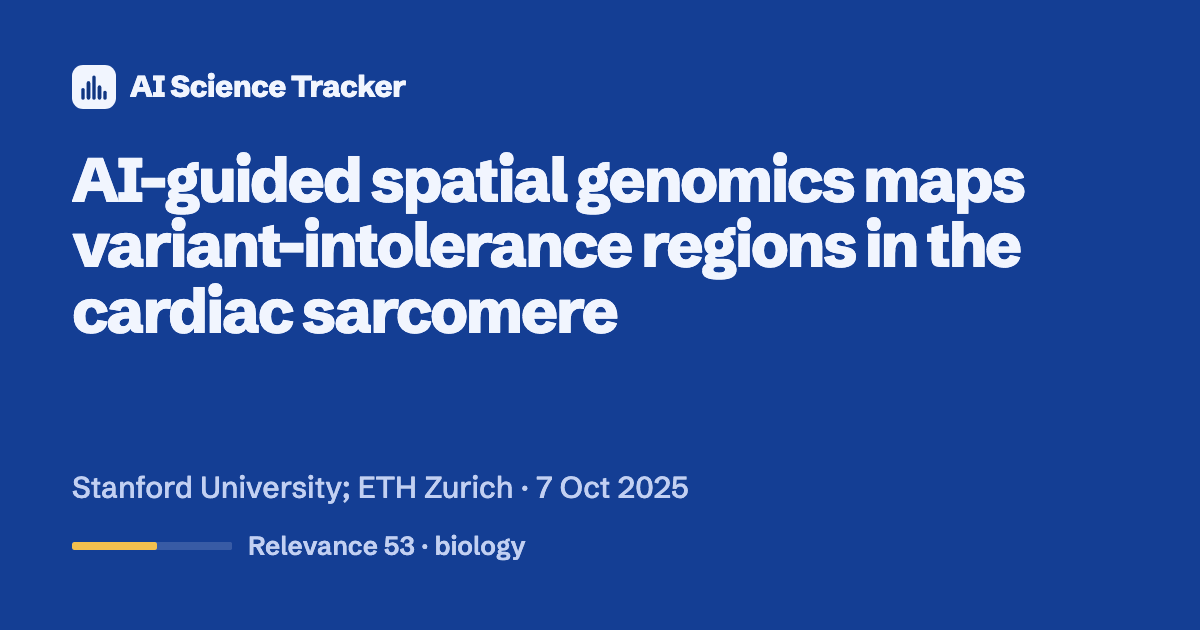 AI Science Tracker
AI-guided spatial genomics maps
variant-intolerance regions in the
cardiac sarcomere
Stanford University; ETH Zurich · 7 Oct 2025
Relevance 53 · biology